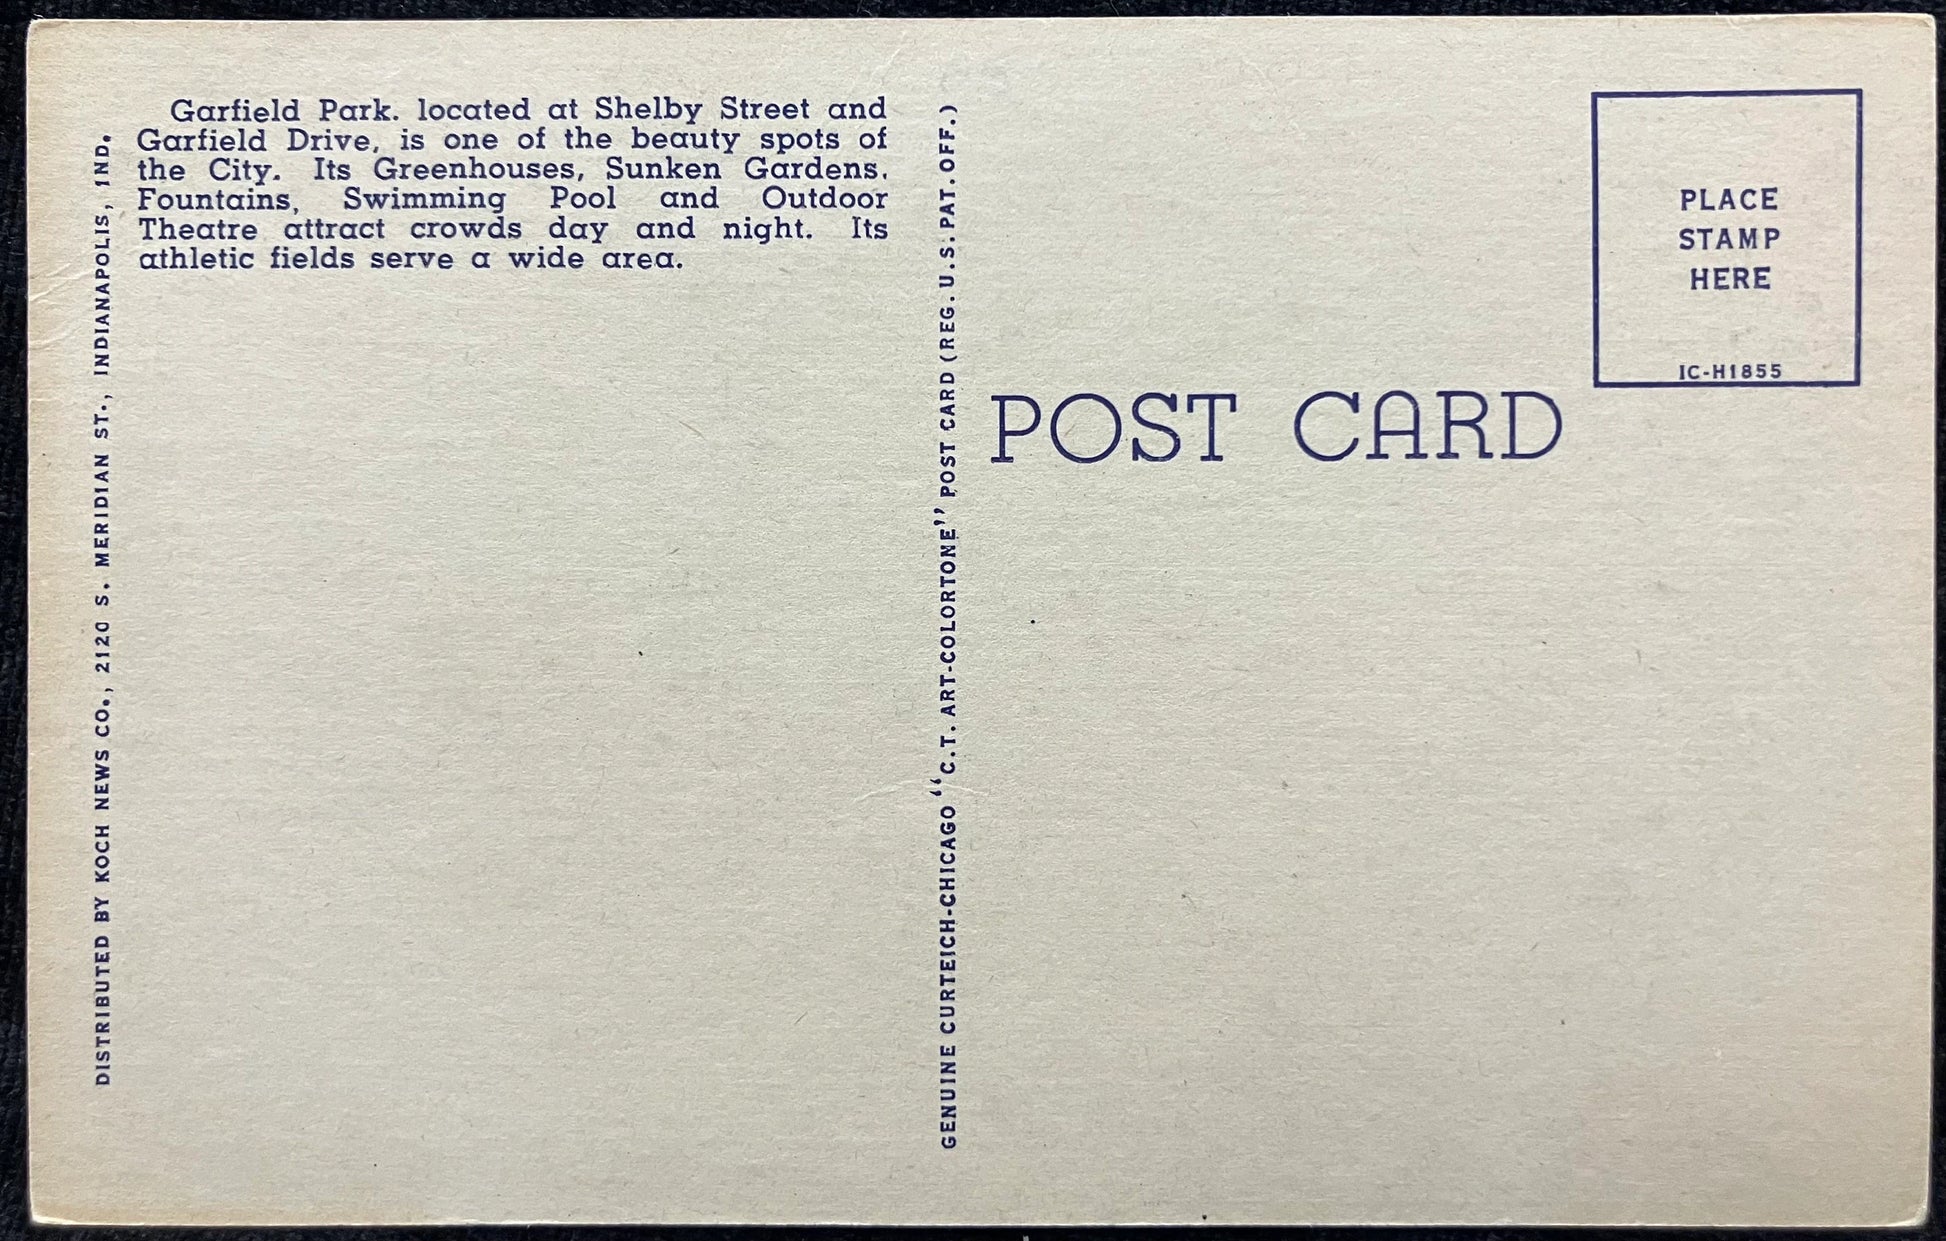 Garfield Park. located at Shelby Street and
Garfield Drive, is one of the beauty spots of
the City. Its Greenhouses, Sunken Gardens.
Fountains, Swimming Pool and Outdoor
Theatre attract crowds day and night. Its
athletic fields serve a wide area.
DISTRIBUTED BY KOCH NEWS CO., 2120 S. MERIDIAN ST., INDIANAPOLIS, IND.
GENUINE CURTEICH-CHICAGO "C.T. ART-COLORTONE" POST CARD (REG. U.S. PAT. OFF.)
POST CARD
PLACE
STAMP
HERE
IC-H1855